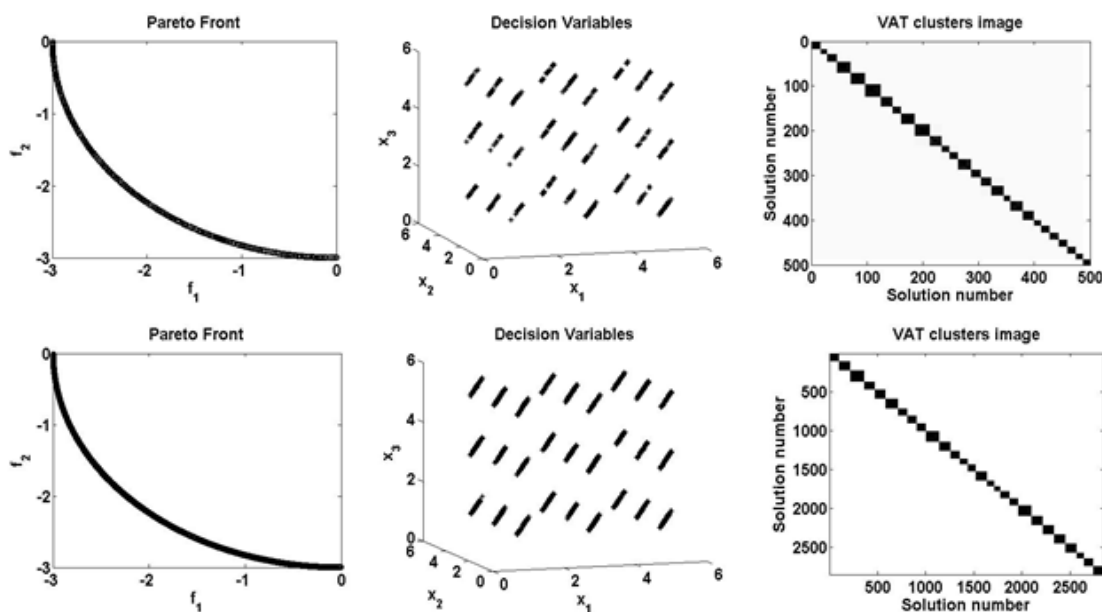 Pareto Front
0
-1
-2
-3
-3 -2 -1 0
f2
f1
Decision Variables
6
4
2
0
6 4 2 0
0 2 4 6
x3
x2
x1
VAT clusters image
0
100
200
300
400
500
0 100 200 300 400 500
Solution number
Solution number
Pareto Front
0
-1
-2
-3
-3 -2 -1 0
f2
f1
Decision Variables
6
4
2
0
6 4 2 0
0 2 4 6
x3
x2
x1
VAT clusters image
500
1000
1500
2000
2500
500 1000 1500 2000 2500
Solution number
Solution number